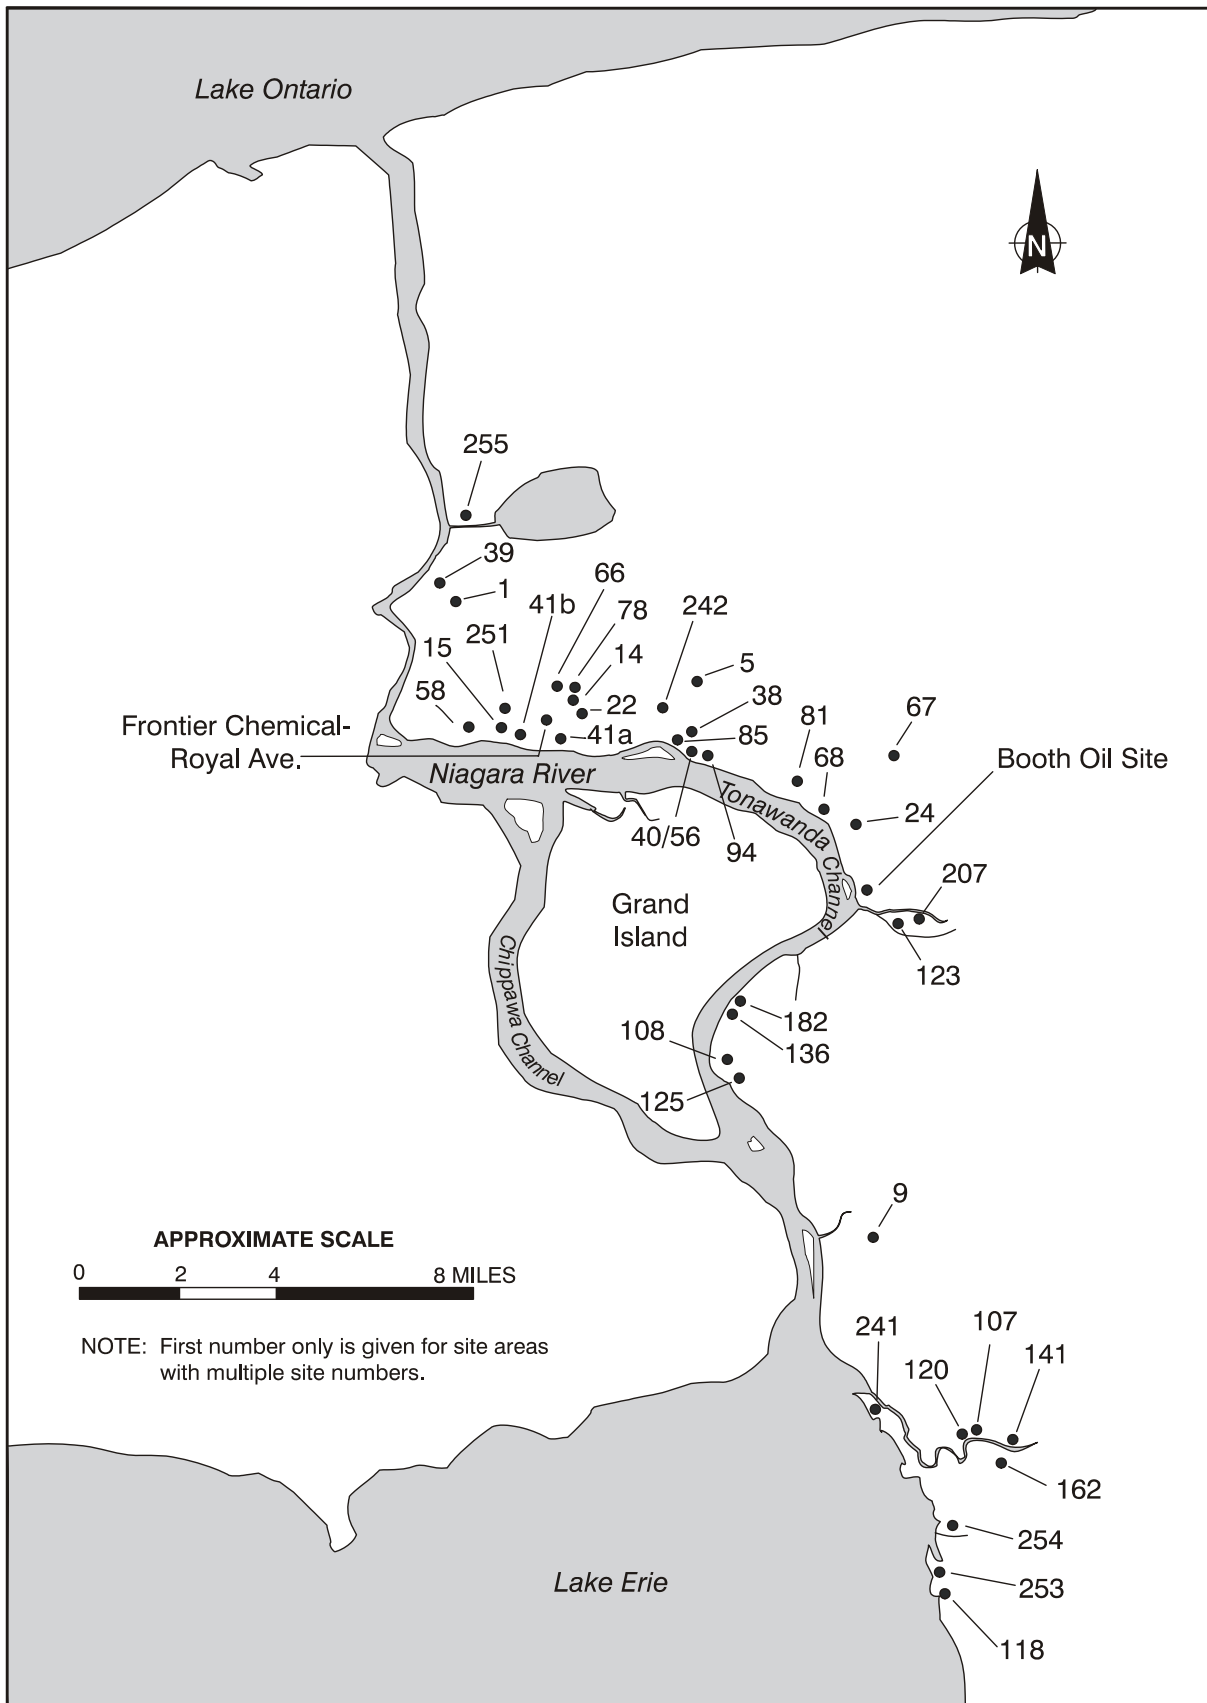 Lake Ontario
N
255
39
1
66
78
242
41b
251
15
14
5
58
22
38
67
81
Frontier Chemical-
Royal Ave.
41a
85
68
Booth Oil Site
Niagara River
Tonawanda Channel
24
40/56
94
207
Grand
Island
Chippawa Channel
123
182
108
136
125
9
APPROXIMATE SCALE
0 2 4 8 MILES
NOTE: First number only is given for site areas
with multiple site numbers.
241
107
120
141
162
254
Lake Erie
253
118